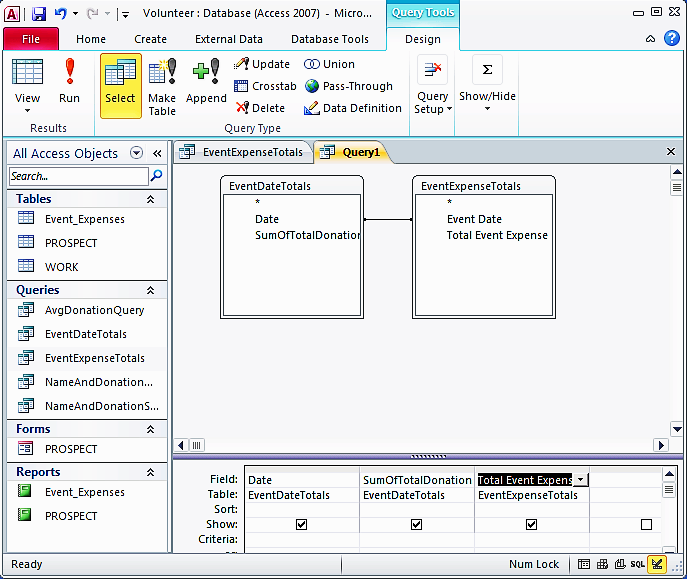 A Volunteer : Database (Access 2007) - Micro... Query Tools
File Home Create External Data Database Tools Design
View Run Select Make Table Append Update Crosstab Delete Union Pass-Through Data Definition Query Setup Show/Hide
Results Query Type
All Access Objects «
Search...
Tables
Event_Expenses
PROSPECT
WORK
Queries
AvgDonationQuery
EventDateTotals
EventExpenseTotals
NameAndDonation...
NameAndDonationS...
Forms
PROSPECT
Reports
Event_Expenses
PROSPECT
EventExpenseTotals Query1
EventDateTotals
*
Date
SumOfTotalDonation
EventExpenseTotals
*
Event Date
Total Event Expense
Field: Date SumOfTotalDonation Total Event Expens
Table: EventDateTotals EventDateTotals EventExpenseTotals
Sort:
Show:
Criteria:
Ready Num Lock SQL